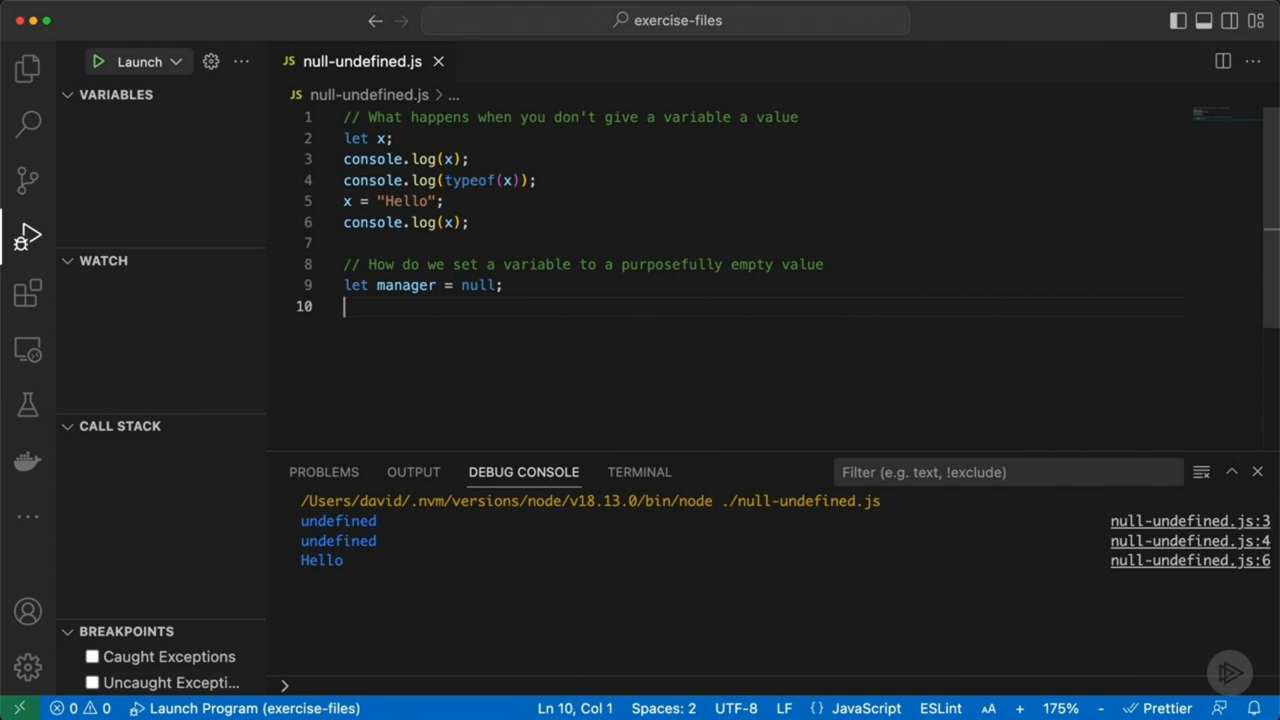 exercise-files
Launch
JS null-undefined.js
VARIABLES
JS null-undefined.js > ...
1 // What happens when you don't give a variable a value
2 let x;
3 console.log(x);
4 console.log(typeof(x));
5 x = "Hello";
6 console.log(x);
7
8 // How do we set a variable to a purposefully empty value
9 let manager = null;
10
WATCH
CALL STACK
BREAKPOINTS
Caught Exceptions
Uncaught Excepti...
PROBLEMS OUTPUT DEBUG CONSOLE TERMINAL Filter (e.g. text, !exclude)
/Users/david/.nvm/versions/node/v18.13.0/bin/node ./null-undefined.js
undefined null-undefined.js:3
undefined null-undefined.js:4
Hello null-undefined.js:6
>
0 0 Launch Program (exercise-files) Ln 10, Col 1 Spaces: 2 UTF-8 LF {} JavaScript ESLint AA + 175% - Prettier